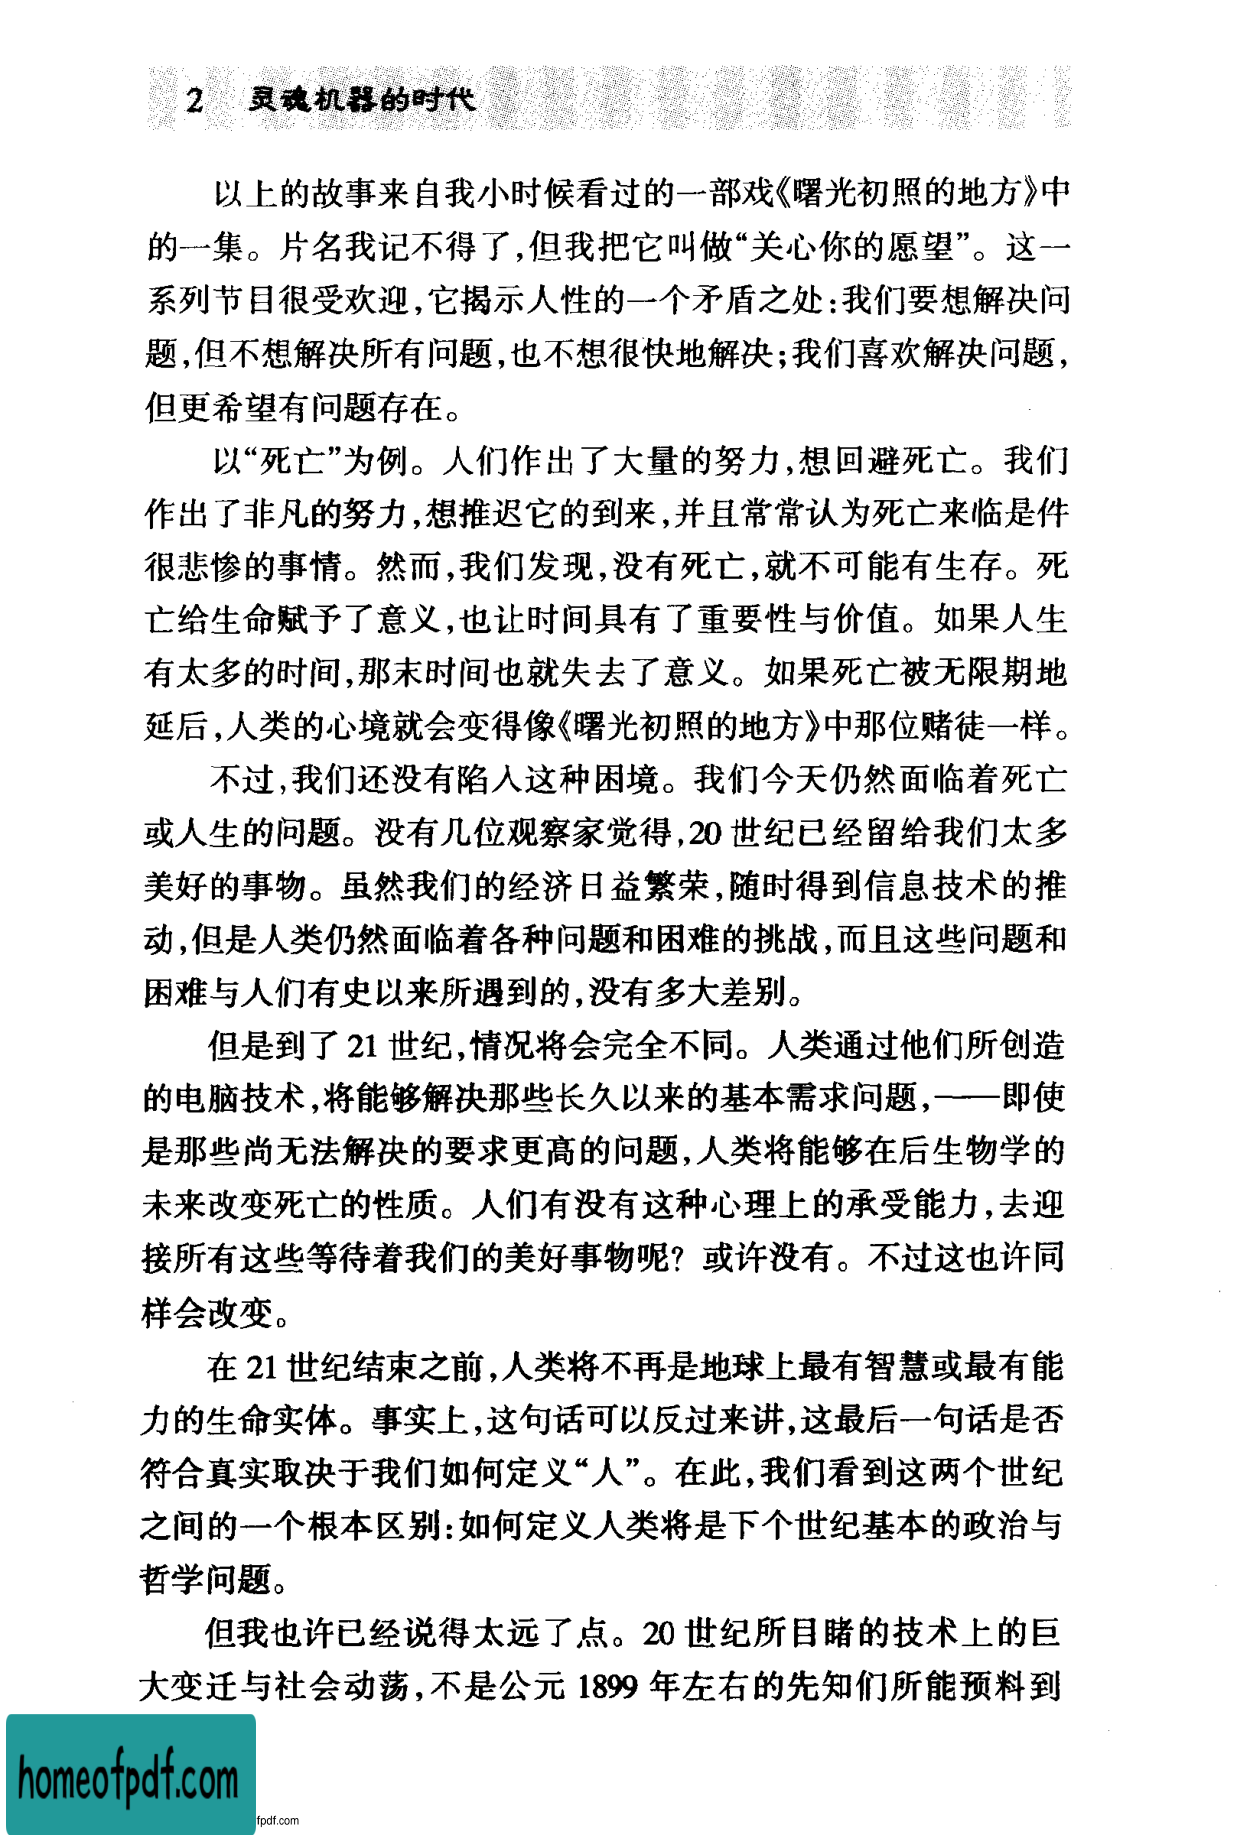 2 灵魂机器的时代
以上的故事来自我小时候看过的一部戏《曙光初照的地方》中
的一集。片名我记不得了,但我把它叫做“关心你的愿望”。这一
系列节目很受欢迎,它揭示人性的一个矛盾之处:我们要想解决问
题,但不想解决所有问题,也不想很快地解决;我们喜欢解决问题,
但更希望有问题存在。
以“死亡”为例。人们作出了大量的努力,想回避死亡。我们
作出了非凡的努力,想推迟它的到来,并且常常认为死亡来临是件
很悲惨的事情。然而,我们发现,没有死亡,就不可能有生存。死
亡给生命赋予了意义,也让时间具有了重要性与价值。如果人生
有太多的时间,那末时间也就失去了意义。如果死亡被无限期地
延后,人类的心境就会变得像《曙光初照的地方》中那位赌徒一样。
不过,我们还没有陷入这种困境。我们今天仍然面临着死亡
或人生的问题。没有几位观察家觉得,20 世纪已经留给我们太多
美好的事物。虽然我们的经济日益繁荣,随时得到信息技术的推
动,但是人类仍然面临着各种问题和困难的挑战,而且这些问题和
困难与人们有史以来所遇到的,没有多大差别。
但是到了 21 世纪,情况将会完全不同。人类通过他们所创造
的电脑技术,将能够解决那些长久以来的基本需求问题,——即使
是那些尚无法解决的要求更高的问题,人类将能够在后生物学的
未来改变死亡的性质。人们有没有这种心理上的承受能力,去迎
接所有这些等待着我们的美好事物呢? 或许没有。不过这也许同
样会改变。
在 21 世纪结束之前,人类将不再是地球上最有智慧或最有能
力的生命实体。事实上,这句话可以反过来讲,这最后一句话是否
符合真实取决于我们如何定义“人”。在此,我们看到这两个世纪
之间的一个根本区别:如何定义人类将是下个世纪基本的政治与
哲学问题。
但我也许已经说得太远了点。20 世纪所目睹的技术上的巨
大变迁与社会动荡,不是公元 1899 年左右的先知们所能预料到
homeofpdf.com
fpdf.com